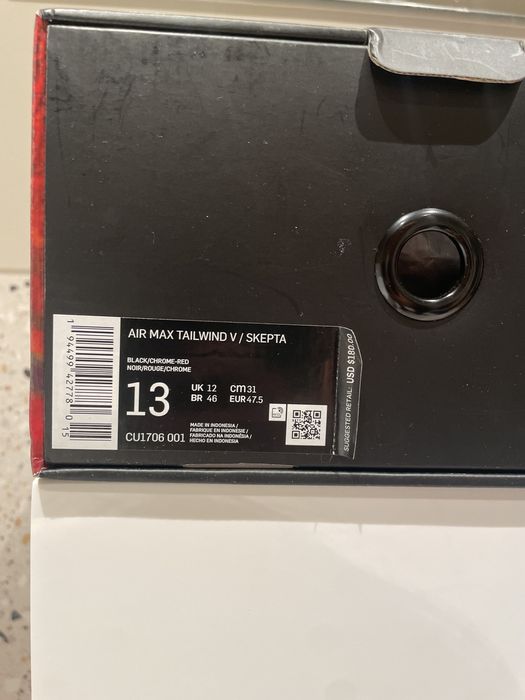 AIR MAX TAILWIND V / SKEPTA
BLACK/CHROME-RED
NOIR/ROUGE/CHROME
13
UK 12 CM 31
BR 46 EUR 47.5
CU1706 001
MADE IN INDONESIA /
FABRIQUE EN INDONESIE /
FABRICADO NA INDONÉSIA /
HECHO EN INDONESIA
SUGGESTED RETAIL: USD $180.00
1 94499 42778 0 15